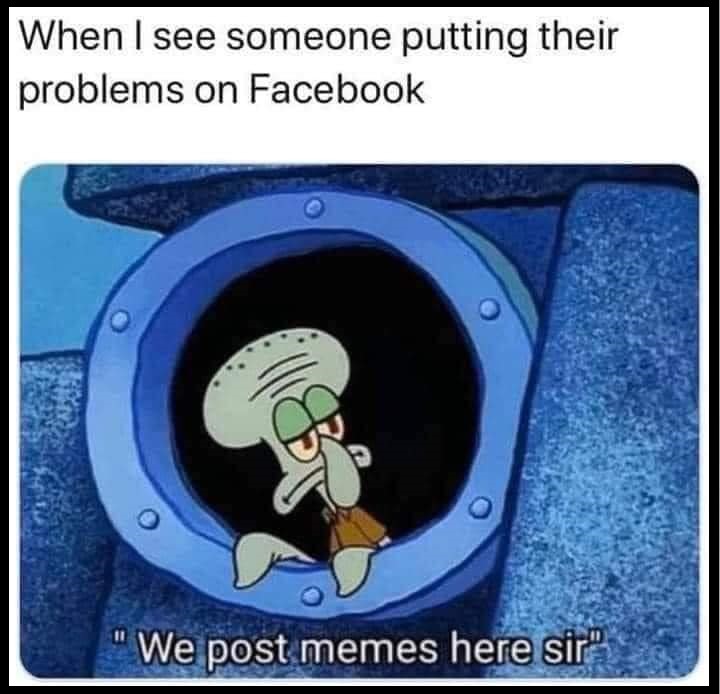 When I see someone putting their
problems on Facebook
" We post memes here sir"